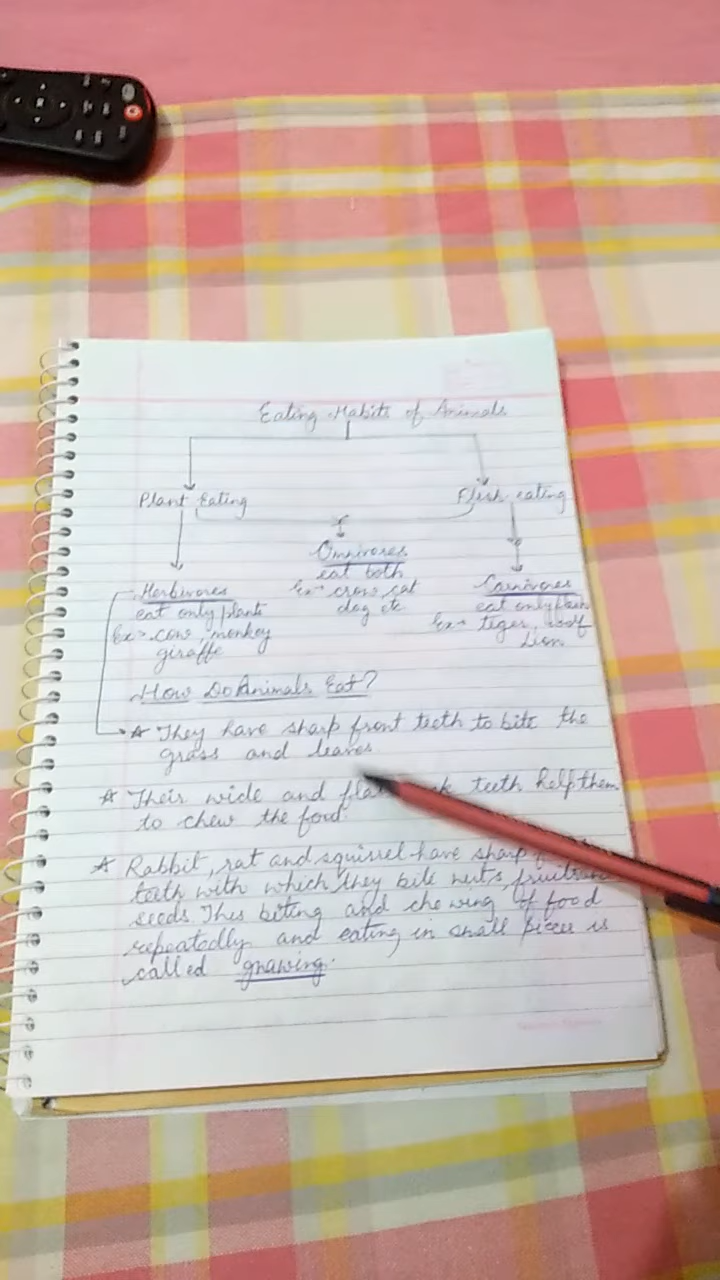 Eating Habits of Animals
Plant Eating
Flesh eating
Omnivores
eat both
Ex→ crow, cat
dog etc
Herbivores
eat only plants
Ex→ cow, monkey
giraffe
Carnivores
eat only flesh
Ex→ tiger, wolf
Lion
How Do Animals Eat?
They have sharp front teeth to bite the
grass and leaves
Their wide and teeth help them
to chew the food.
Rabbit, rat and squirrel have sharp
teeth with which they bite nuts, fruits
seeds. This biting and chewing of food
repeatedly and eating in small pieces is
called gnawing.